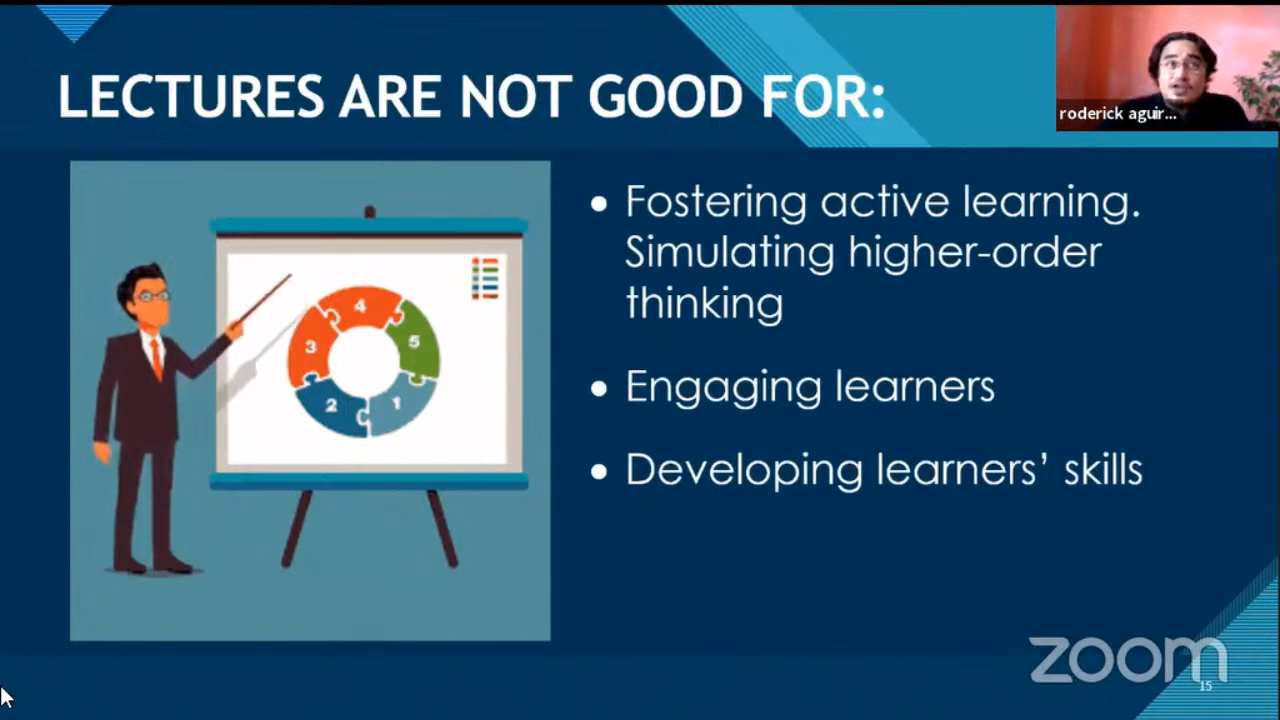 LECTURES ARE NOT GOOD FOR:
roderick aguir...
• Fostering active learning.
Simulating higher-order
thinking
• Engaging learners
• Developing learners’ skills
4
3
5
2
1
zoom
15